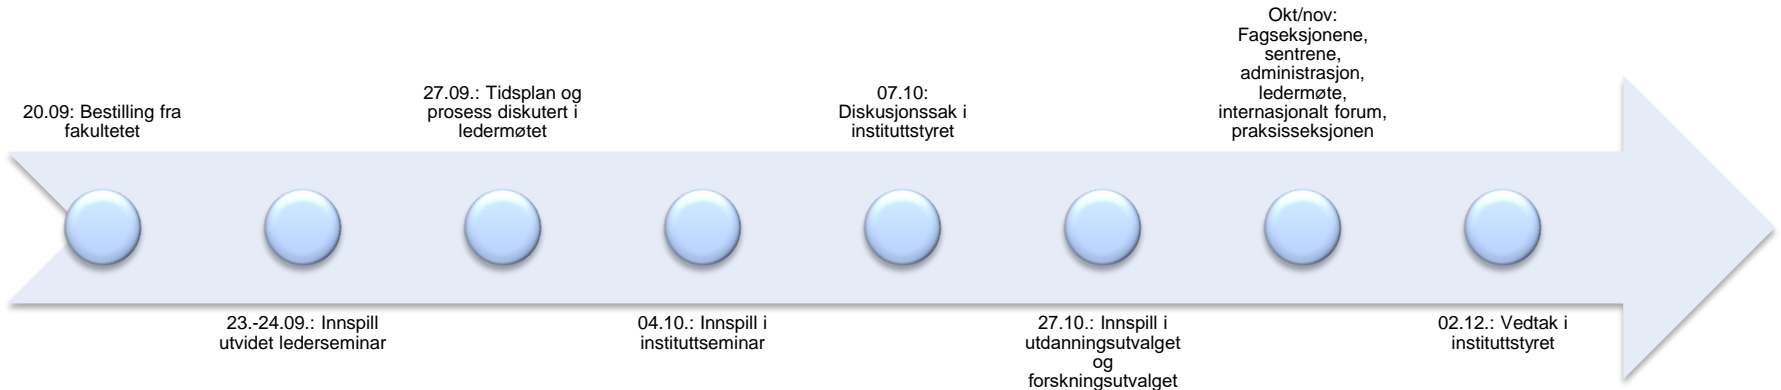 20.09: Bestilling fra
fakultetet
23.-24.09.: Innspill
utvidet lederseminar
27.09.: Tidsplan og
prosess diskutert i
ledermøtet
04.10.: Innspill i
instituttseminar
07.10:
Diskusjonssak i
instituttstyret
27.10.: Innspill i
utdanningsutvalget
og
forskningsutvalget
Okt/nov:
Fagseksjonene,
sentrene,
administrasjon,
ledermøte,
internasjonalt forum,
praksisseksjonen
02.12.: Vedtak i
instituttstyret